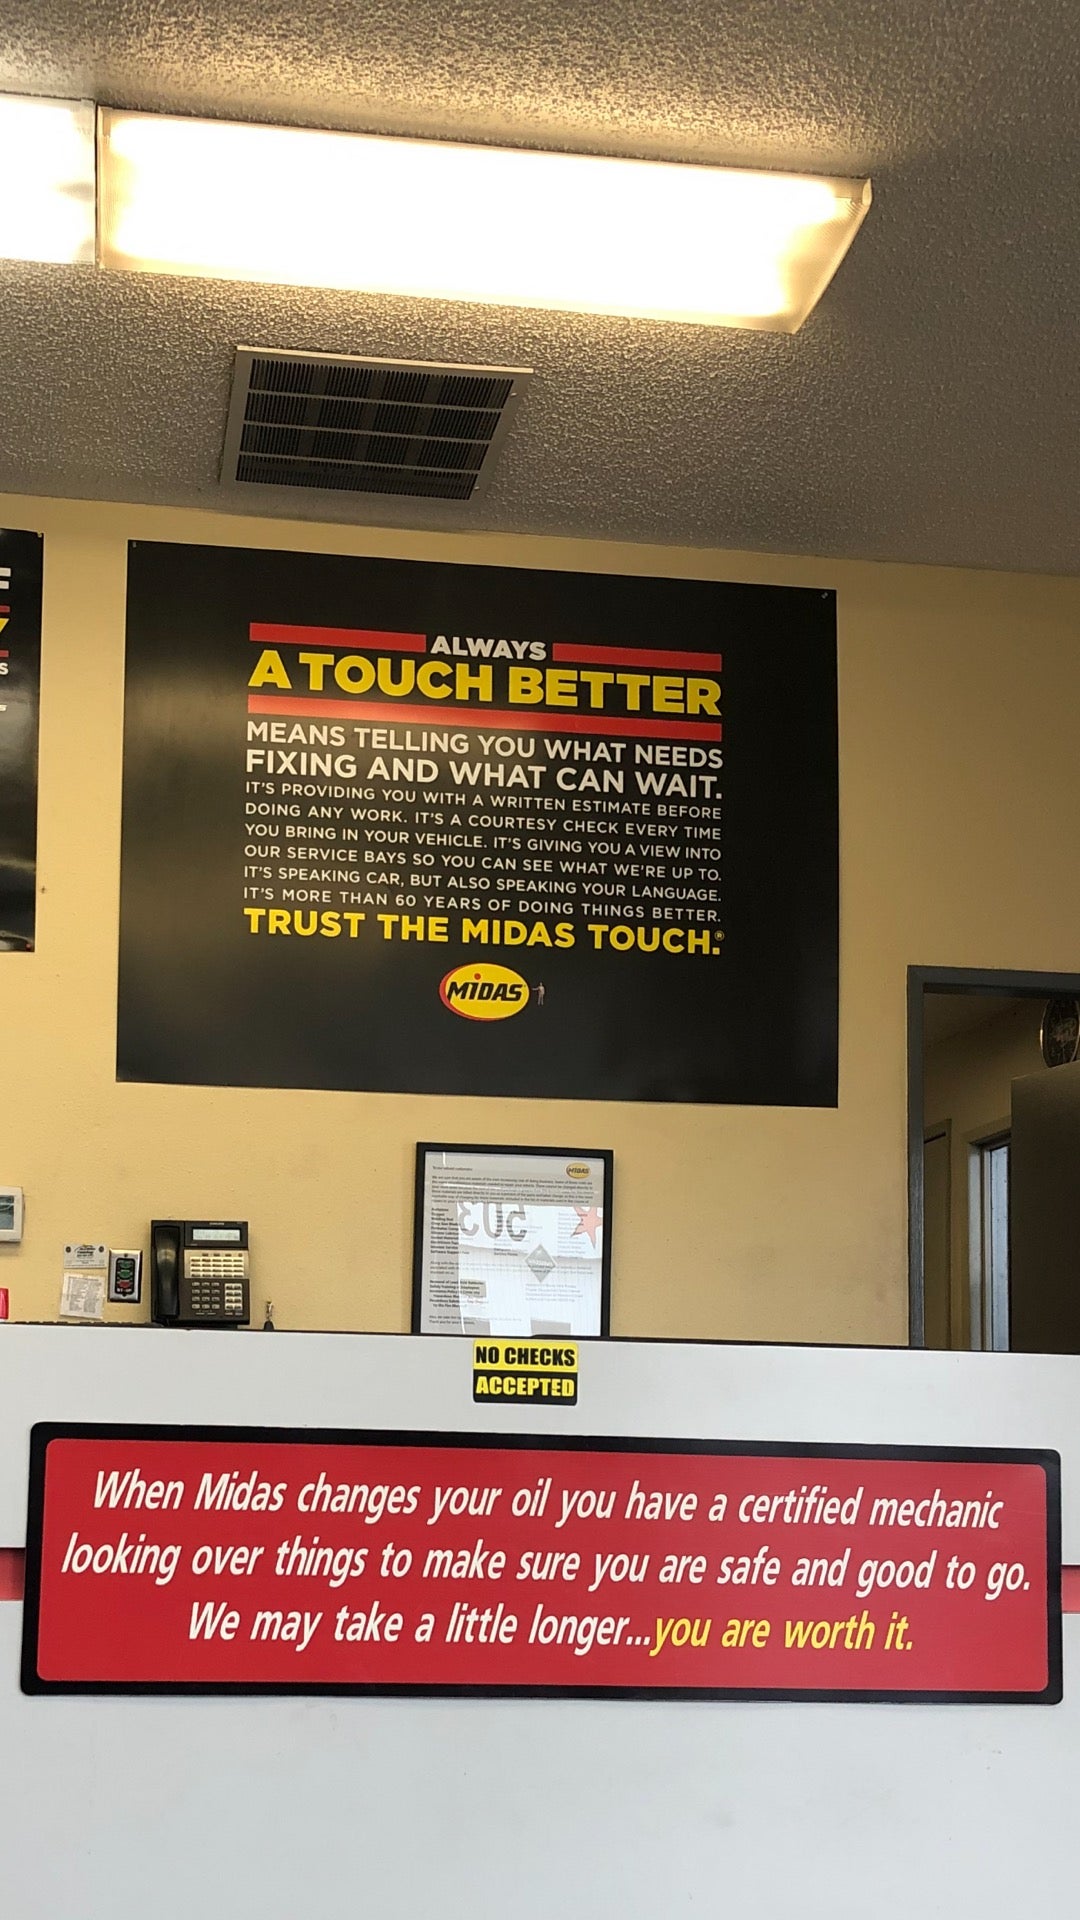 ALWAYS
A TOUCH BETTER
MEANS TELLING YOU WHAT NEEDS
FIXING AND WHAT CAN WAIT.
IT'S PROVIDING YOU WITH A WRITTEN ESTIMATE BEFORE
DOING ANY WORK. IT'S A COURTESY CHECK EVERY TIME
YOU BRING IN YOUR VEHICLE. IT'S GIVING YOU A VIEW INTO
OUR SERVICE BAYS SO YOU CAN SEE WHAT WE'RE UP TO.
IT'S SPEAKING CAR, BUT ALSO SPEAKING YOUR LANGUAGE.
IT'S MORE THAN 60 YEARS OF DOING THINGS BETTER.
TRUST THE MIDAS TOUCH.®
MiDAS
MiDAS
NO CHECKS
ACCEPTED
When Midas changes your oil you have a certified mechanic
looking over things to make sure you are safe and good to go.
We may take a little longer...you are worth it.